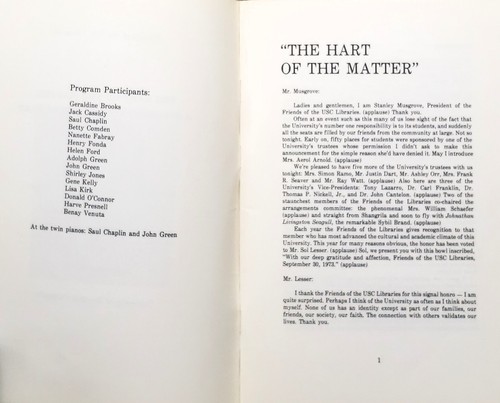 Program Participants:
Geraldine Brooks
Jack Cassidy
Saul Chaplin
Betty Comden
Nanette Fabray
Henry Fonda
Helen Ford
Adolph Green
John Green
Shirley Jones
Gene Kelly
Lisa Kirk
Donald O'Connor
Harve Presnell
Benay Venuta
At the twin pianos: Saul Chaplin and John Green
"THE HART
OF THE MATTER"
Mr. Musgrove:
Ladies and gentlemen, I am Stanley Musgrove, President of the
Friends of the USC Libraries. (applause) Thank you.
Often at an event such as this many of us lose sight of the fact that
the University's number one responsibility is to its students, and suddenly
all the seats are filled by our friends from the community at large. Not so
tonight. Early on, fifty places for students were sponsored by one of the
University's trustees whose permission I didn't ask to make this
announcement for the simple reason she'd have denied it. May I introduce
Mrs. Aerol Arnold. (applause)
We're pleased to have five more of the University's trustees with us
tonight: Mrs. Simon Ramo, Mr. Justin Dart, Mr. Ashley Orr, Mrs. Frank
R. Seaver and Mr. Ray Watt. (applause) Also here are three of the
University's Vice-Presidents: Tony Lazzaro, Dr. Carl Franklin, Dr.
Thomas P. Nickell, Jr., and Dr. John Cantelon. (applause) Two of the
staunchest members of the Friends of the Libraries co-chaired the
arrangements committee: the phenomenal Mrs. William Schaefer
(applause) and straight from Shangrila and soon to fly with Johnathon
Livingston Seagull, the remarkable Sybil Brand. (applause)
Each year the Friends of the Libraries gives recognition to that
member who has most advanced the cultural and academic climate of this
University. This year for many reasons obvious, the honor has been voted
to Mr. Sol Lesser. (applause) Sol, we present you with this bowl inscribed,
"With our deep gratitude and affection, Friends of the USC Libraries,
September 30, 1973." (applause)
Mr. Lesser:
I thank the Friends of the USC Libraries for this signal honro — I am
quite surprised. Perhaps I think of the University as often as I think about
myself. None of us has an identity except as part of our families, our
friends, our society, our faith. The connection with others validates our
lives. Thank you.
1